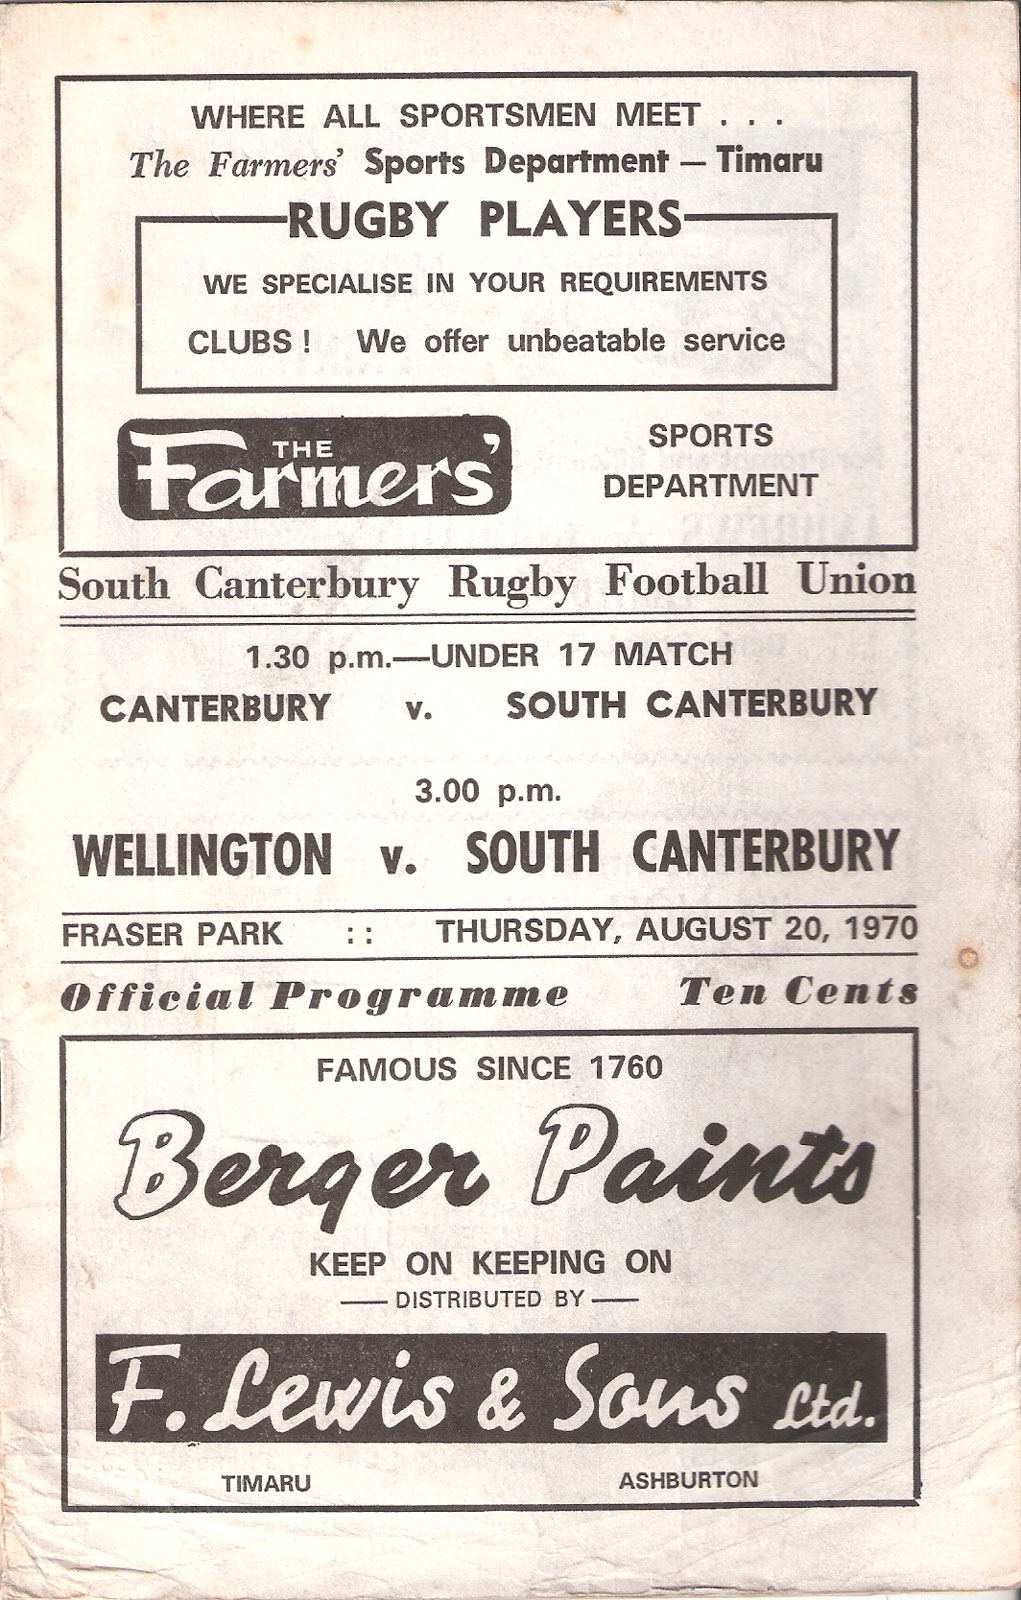 WHERE ALL SPORTSMEN MEET . . .
The Farmers' Sports Department — Timaru
RUGBY PLAYERS
WE SPECIALISE IN YOUR REQUIREMENTS
CLUBS ! We offer unbeatable service
THE
Farmers'
SPORTS
DEPARTMENT
South Canterbury Rugby Football Union
1.30 p.m.—UNDER 17 MATCH
CANTERBURY v. SOUTH CANTERBURY
3.00 p.m.
WELLINGTON v. SOUTH CANTERBURY
FRASER PARK :: THURSDAY, AUGUST 20, 1970
Official Programme Ten Cents
FAMOUS SINCE 1760
Berger Paints
KEEP ON KEEPING ON
— DISTRIBUTED BY —
F. Lewis & Sons Ltd.
TIMARU ASHBURTON